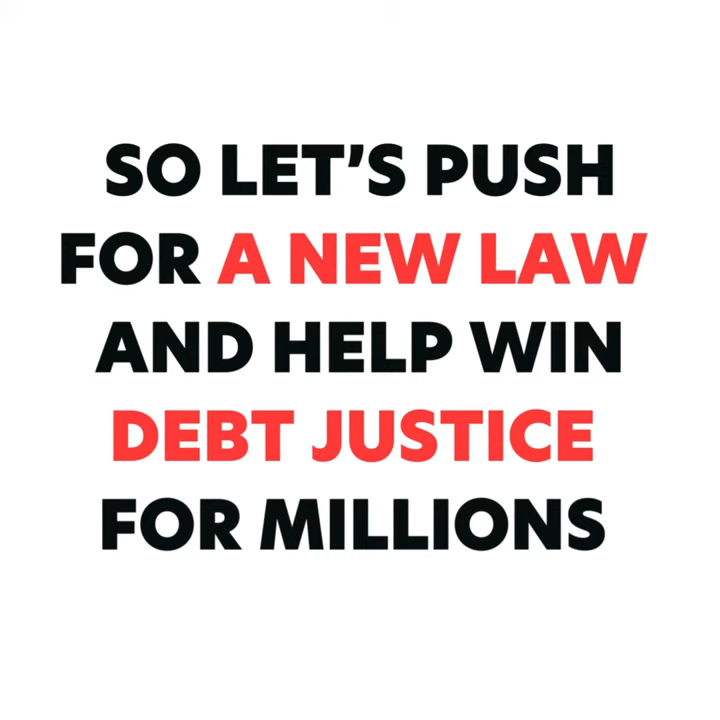 SO LET’S PUSH
FOR A NEW LAW
AND HELP WIN
DEBT JUSTICE
FOR MILLIONS